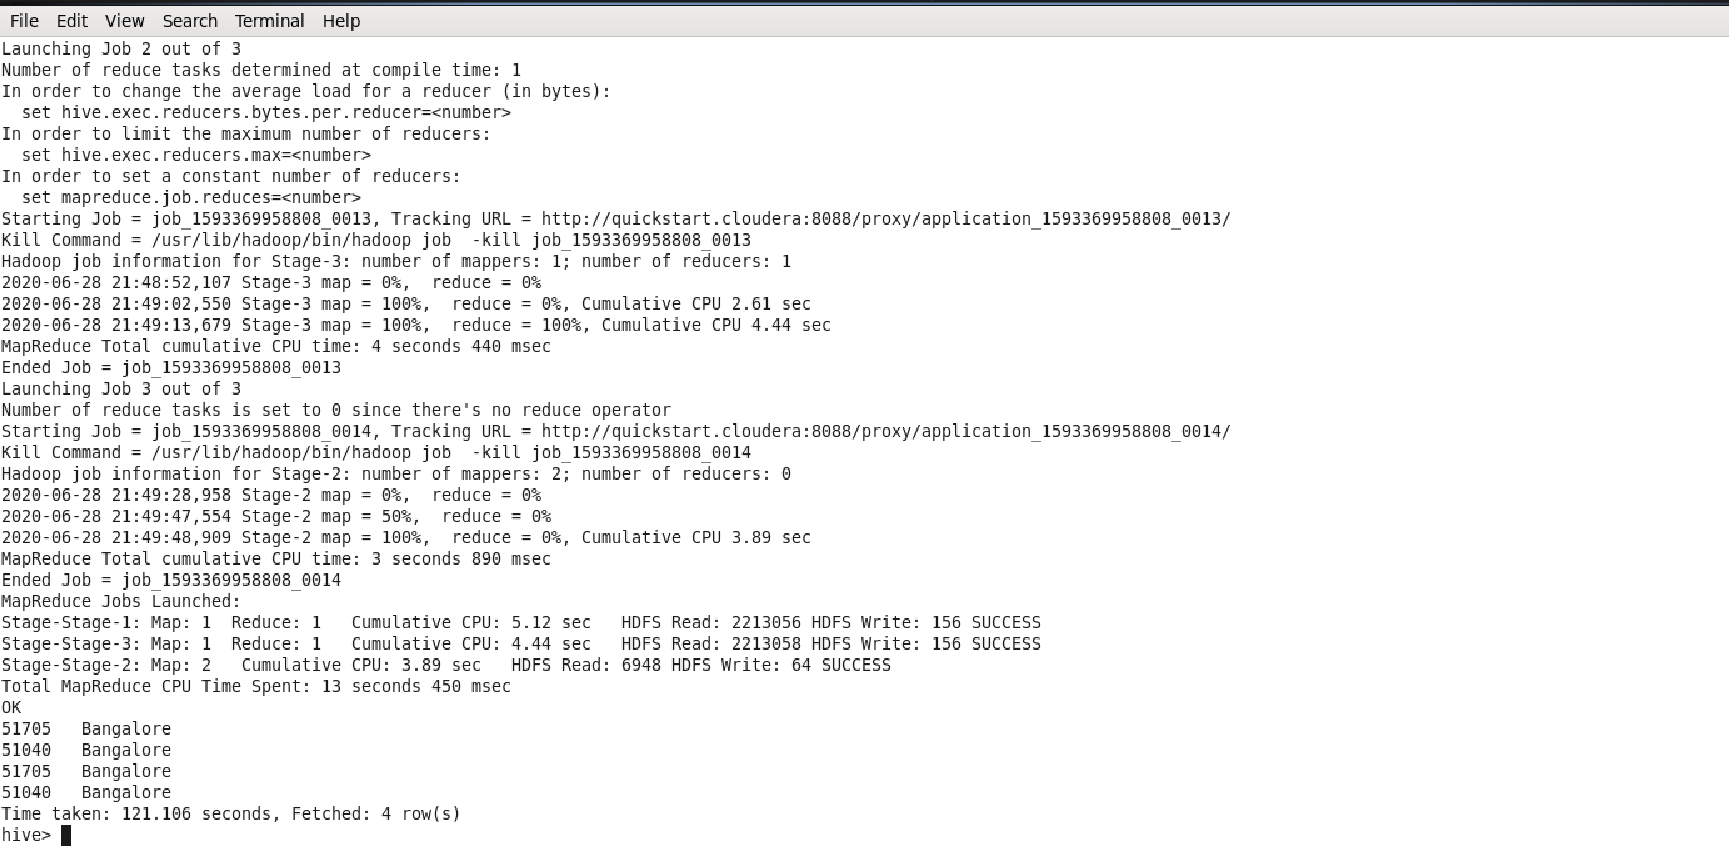 File Edit View Search Terminal Help
Launching Job 2 out of 3
Number of reduce tasks determined at compile time: 1
In order to change the average load for a reducer (in bytes):
  set hive.exec.reducers.bytes.per.reducer=<number>
In order to limit the maximum number of reducers:
  set hive.exec.reducers.max=<number>
In order to set a constant number of reducers:
  set mapreduce.job.reduces=<number>
Starting Job = job_1593369958808_0013, Tracking URL = http://quickstart.cloudera:8088/proxy/application_1593369958808_0013/
Kill Command = /usr/lib/hadoop/bin/hadoop job  -kill job_1593369958808_0013
Hadoop job information for Stage-3: number of mappers: 1; number of reducers: 1
2020-06-28 21:48:52,107 Stage-3 map = 0%,  reduce = 0%
2020-06-28 21:49:02,550 Stage-3 map = 100%,  reduce = 0%, Cumulative CPU 2.61 sec
2020-06-28 21:49:13,679 Stage-3 map = 100%,  reduce = 100%, Cumulative CPU 4.44 sec
MapReduce Total cumulative CPU time: 4 seconds 440 msec
Ended Job = job_1593369958808_0013
Launching Job 3 out of 3
Number of reduce tasks is set to 0 since there's no reduce operator
Starting Job = job_1593369958808_0014, Tracking URL = http://quickstart.cloudera:8088/proxy/application_1593369958808_0014/
Kill Command = /usr/lib/hadoop/bin/hadoop job  -kill job_1593369958808_0014
Hadoop job information for Stage-2: number of mappers: 2; number of reducers: 0
2020-06-28 21:49:28,958 Stage-2 map = 0%,  reduce = 0%
2020-06-28 21:49:47,554 Stage-2 map = 50%,  reduce = 0%
2020-06-28 21:49:48,909 Stage-2 map = 100%,  reduce = 0%, Cumulative CPU 3.89 sec
MapReduce Total cumulative CPU time: 3 seconds 890 msec
Ended Job = job_1593369958808_0014
MapReduce Jobs Launched:
Stage-Stage-1: Map: 1  Reduce: 1   Cumulative CPU: 5.12 sec   HDFS Read: 2213056 HDFS Write: 156 SUCCESS
Stage-Stage-3: Map: 1  Reduce: 1   Cumulative CPU: 4.44 sec   HDFS Read: 2213058 HDFS Write: 156 SUCCESS
Stage-Stage-2: Map: 2   Cumulative CPU: 3.89 sec   HDFS Read: 6948 HDFS Write: 64 SUCCESS
Total MapReduce CPU Time Spent: 13 seconds 450 msec
OK
51705   Bangalore
51040   Bangalore
51705   Bangalore
51040   Bangalore
Time taken: 121.106 seconds, Fetched: 4 row(s)
hive>